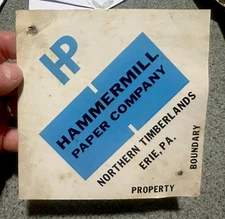 HP
HAMMERMILL
PAPER COMPANY
NORTHERN TIMBERLANDS
ERIE, PA.
BOUNDARY
PROPERTY